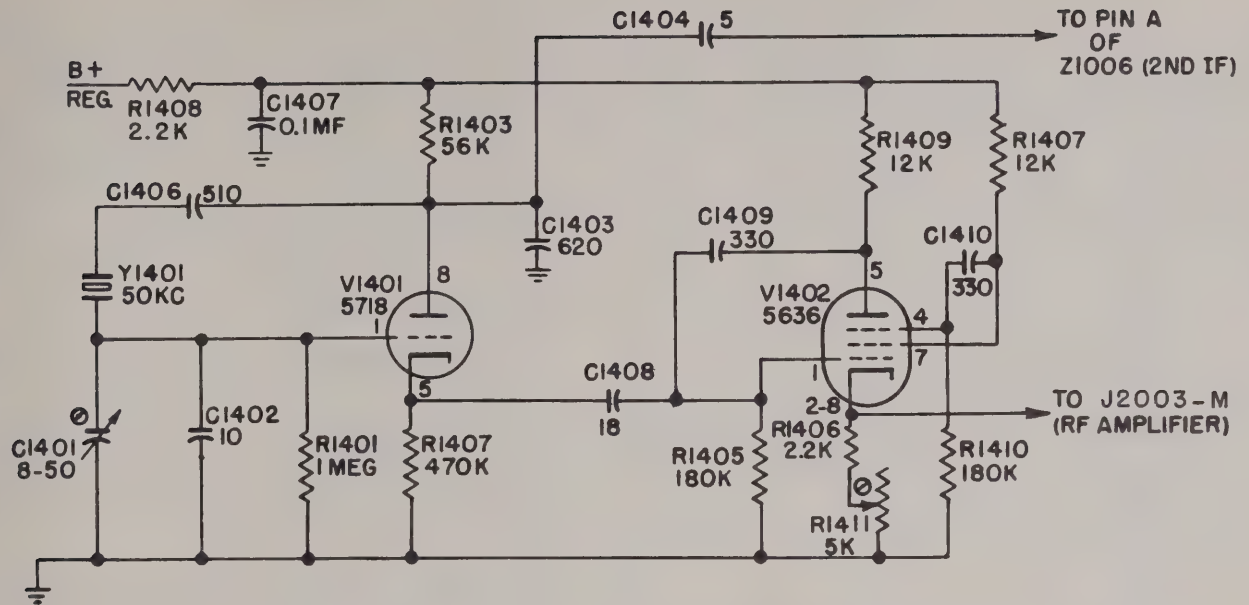 C1404
5
TO PIN A
OF
Z1006 (2ND IF)
B+
REG.
R1408
2.2K
C1407
0.1MF
R1403
56K
R1409
12K
R1407
12K
C1406
510
C1403
620
C1409
330
C1410
330
Y1401
50KC
V1401
5718
8
1
5
V1402
5636
5
4
7
1
2-8
C1408
18
TO J2003-M
(RF AMPLIFIER)
C1401
8-50
C1402
10
R1401
1 MEG
R1407
470K
R1405
180K
R1406
2.2K
R1411
5K
R1410
180K